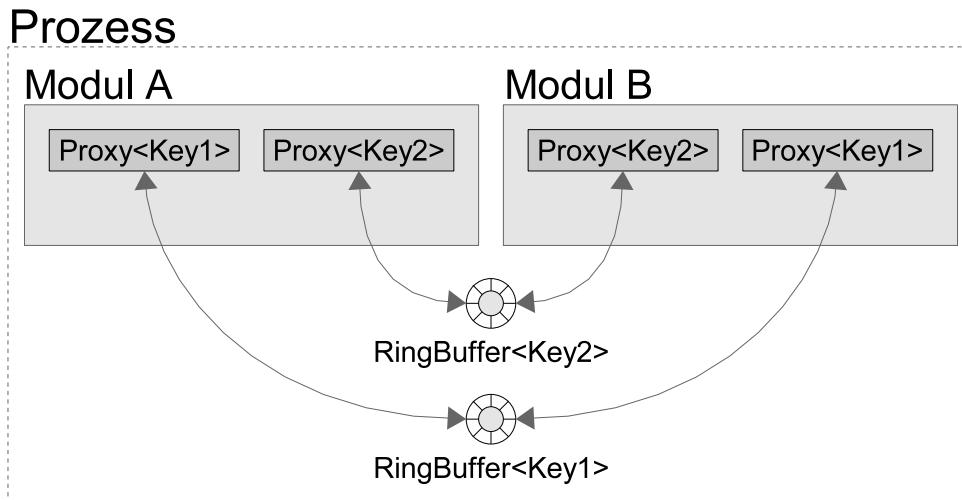 Prozess
Modul A
Modul B
Proxy<Key1>
Proxy<Key2>
Proxy<Key2>
Proxy<Key1>
RingBuffer<Key2>
RingBuffer<Key1>